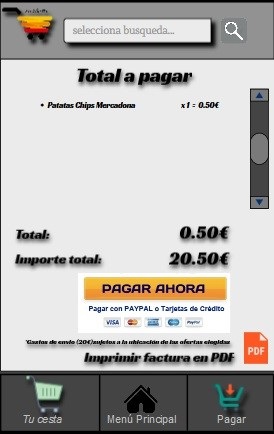 selecciona busqueda...
Total a pagar
• Patatas Chips Mercadona x 1 = 0.50€
Total: 0.50€
Importe total: 20.50€
PAGAR AHORA
Pagar con PAYPAL o Tarjetas de Crédito
VISA
*Gastos de envio (20€)sujetos a la ubicación de las ofertas elegidas
Imprimir factura en PDF
PDF
Tu cesta Menú Principal Pagar